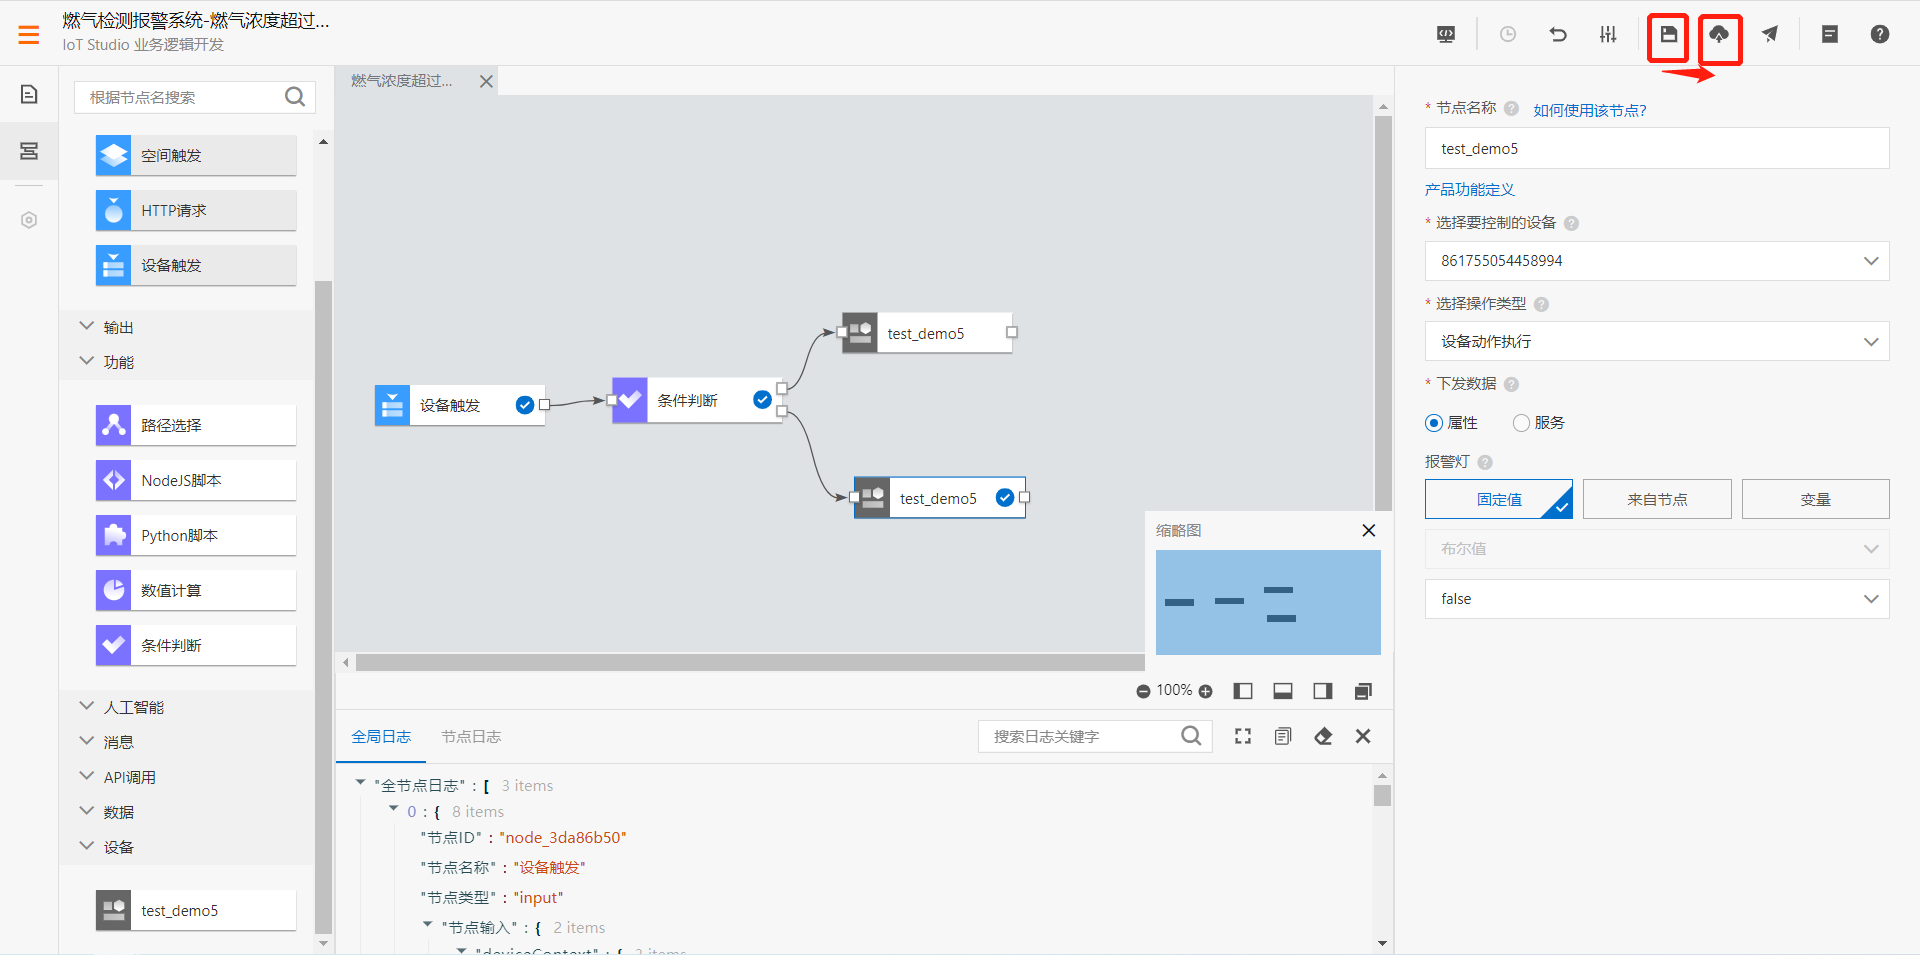 燃气检测报警系统-燃气浓度超过...
IoT Studio 业务逻辑开发
根据节点名搜索
空间触发
HTTP请求
设备触发
输出
功能
路径选择
NodeJS脚本
Python脚本
数值计算
条件判断
人工智能
消息
API调用
数据
设备
test_demo5
燃气浓度超过...
设备触发
条件判断
test_demo5
test_demo5
缩略图
100%
全局日志
节点日志
搜索日志关键字
"全节点日志" : [ 3 items
0 : { 8 items
"节点ID" : "node_3da86b50"
"节点名称" : "设备触发"
"节点类型" : "input"
"节点输入" : { 2 items
"deviceContext" : { 2 items
* 节点名称 ? 如何使用该节点?
test_demo5
产品功能定义
* 选择要控制的设备 ?
861755054458994
* 选择操作类型 ?
设备动作执行
* 下发数据 ?
属性
服务
报警灯 ?
固定值
来自节点
变量
布尔值
false